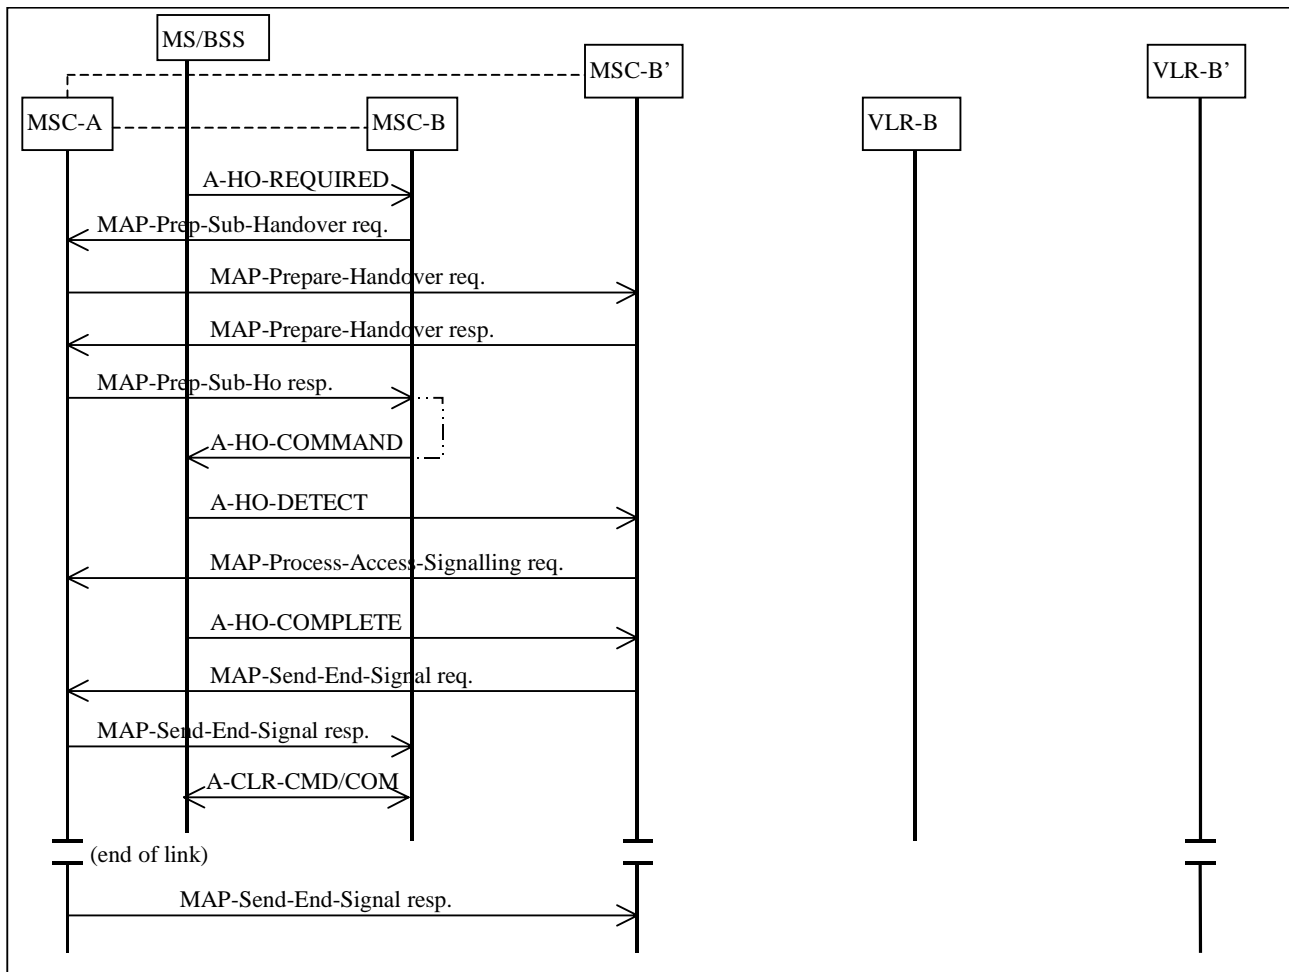 MS/BSS
MSC-B’
VLR-B’
MSC-A
MSC-B
VLR-B
A-HO-REQUIRED
MAP-Prep-Sub-Handover req.
MAP-Prepare-Handover req.
MAP-Prepare-Handover resp.
MAP-Prep-Sub-Ho resp.
A-HO-COMMAND
A-HO-DETECT
MAP-Process-Access-Signalling req.
A-HO-COMPLETE
MAP-Send-End-Signal req.
MAP-Send-End-Signal resp.
A-CLR-CMD/COM
(end of link)
MAP-Send-End-Signal resp.